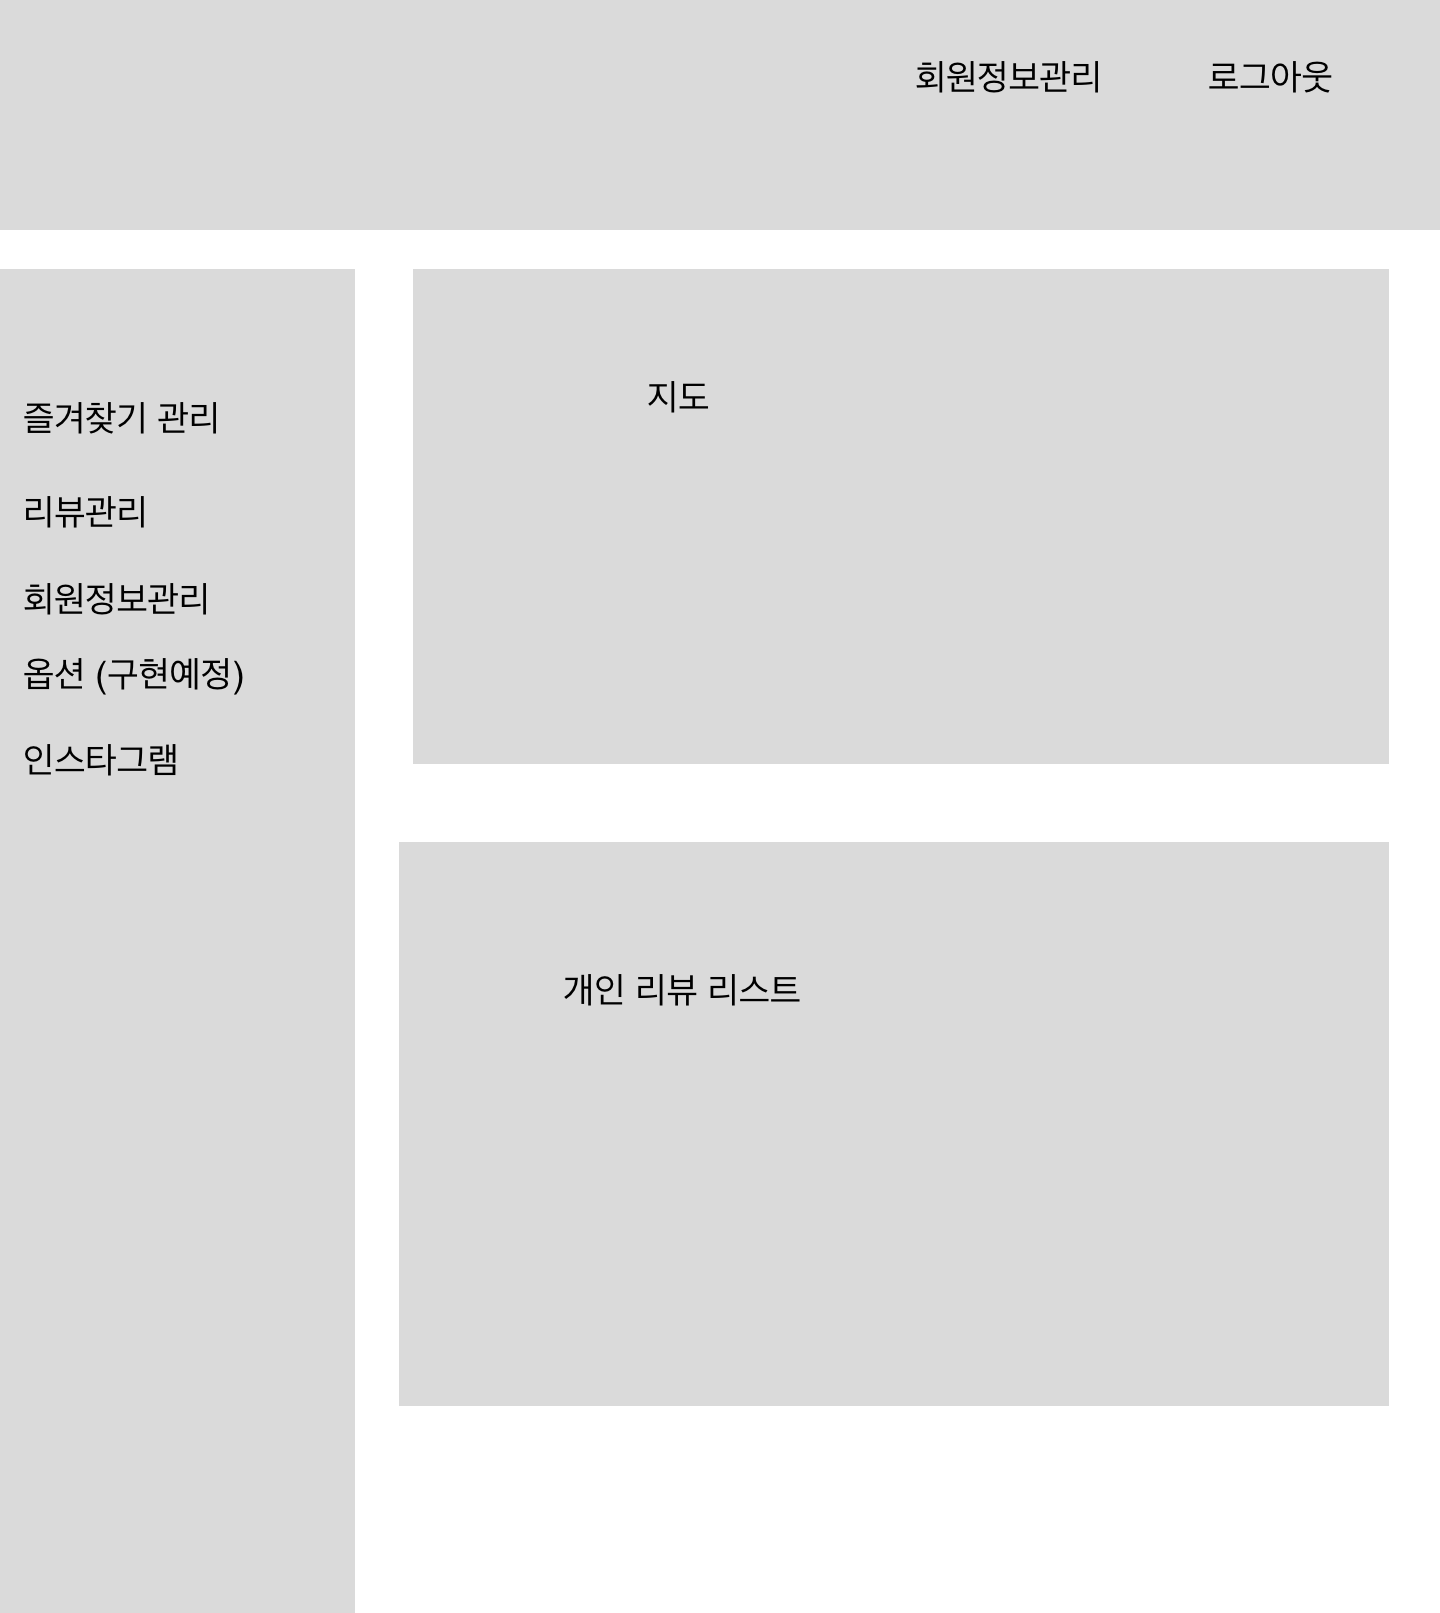 회원정보관리
로그아웃
즐겨찾기 관리
리뷰관리
회원정보관리
옵션 (구현예정)
인스타그램
지도
개인 리뷰 리스트